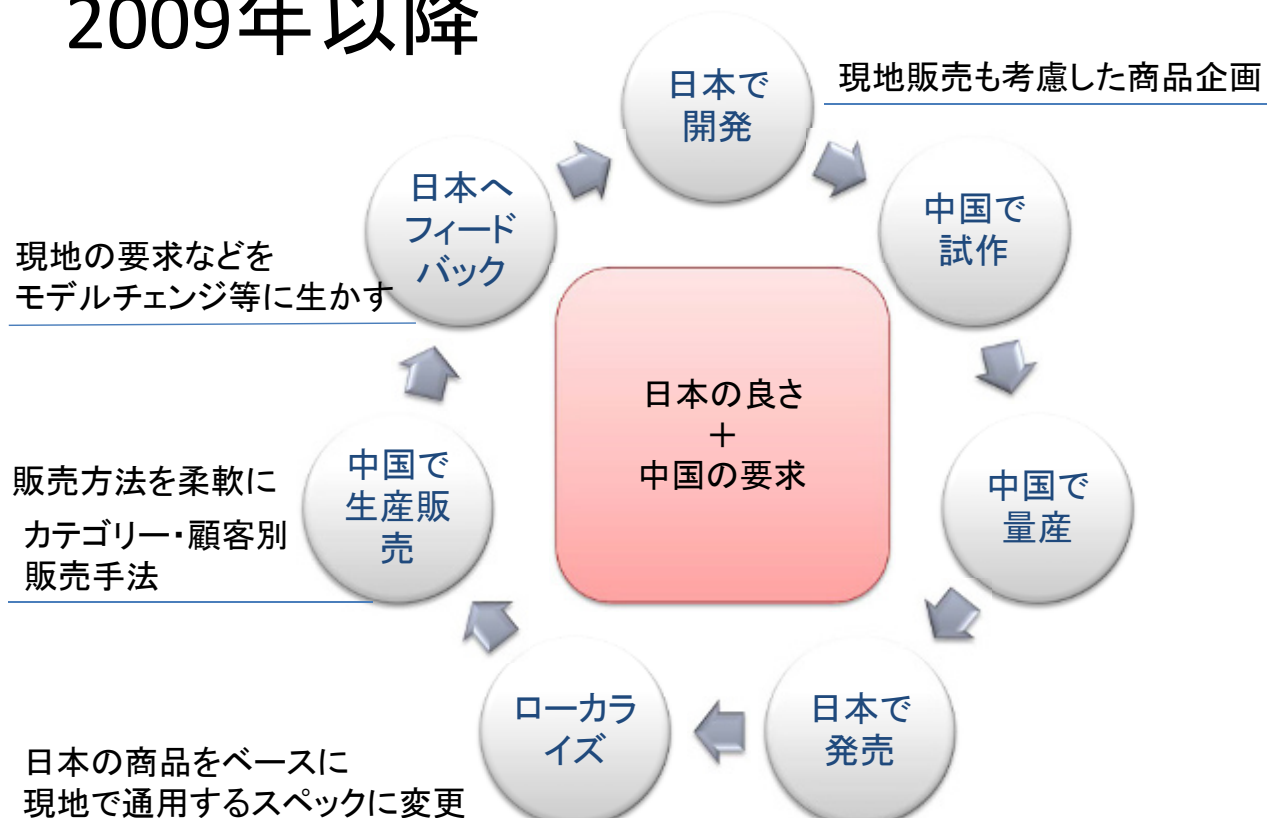 2009年以降
日本で
開発
現地販売も考慮した商品企画
中国で
試作
中国で
量産
日本で
発売
ローカラ
イズ
日本の商品をベースに
現地で通用するスペックに変更
中国で
生産販
売
販売方法を柔軟に
カテゴリー・顧客別
販売手法
日本へ
フィード
バック
現地の要求などを
モデルチェンジ等に生かす
日本の良さ
＋
中国の要求